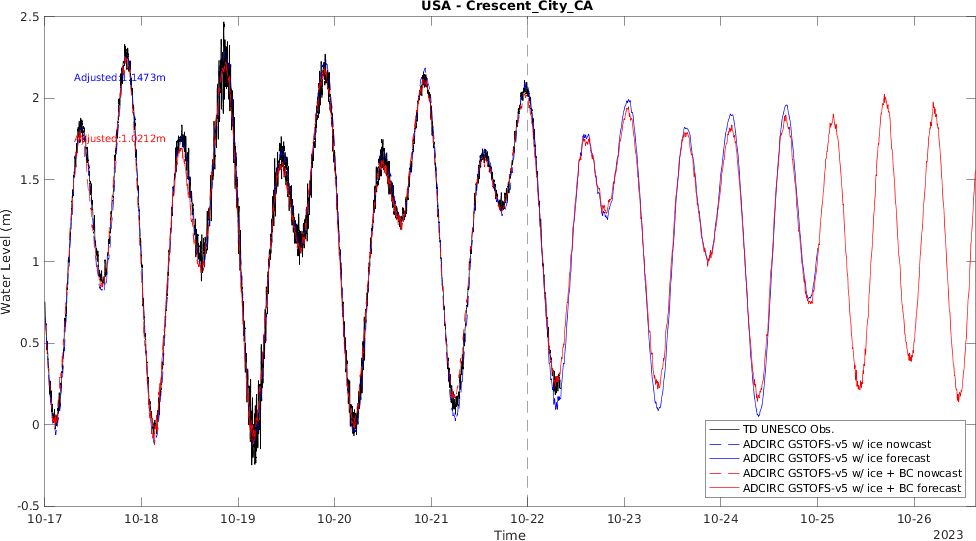 USA - Crescent_City_CA
2.5
2
1.5
1
0.5
0
-0.5
Water Level (m)
Adjusted:1.1473m
Adjusted:1.0212m
TD UNESCO Obs.
ADCIRC GSTOFS-v5 w/ ice nowcast
ADCIRC GSTOFS-v5 w/ ice forecast
ADCIRC GSTOFS-v5 w/ ice + BC nowcast
ADCIRC GSTOFS-v5 w/ ice + BC forecast
10-17 10-18 10-19 10-20 10-21 10-22 10-23 10-24 10-25 10-26
Time
2023